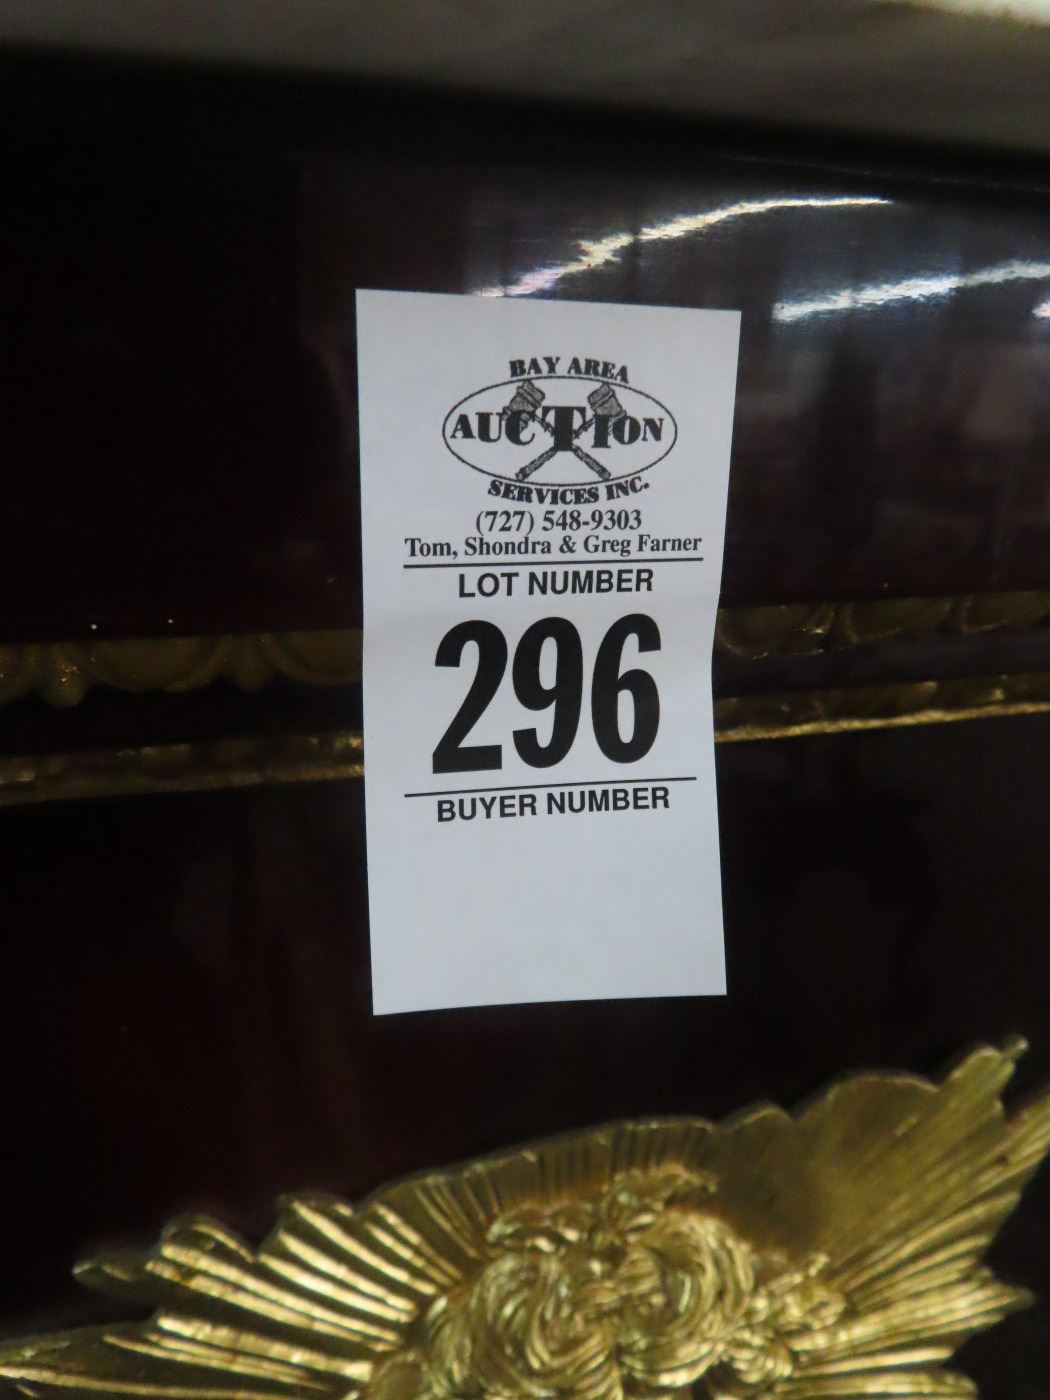 BAY AREA
AUCTION
SERVICES INC.
(727) 548-9303
Tom, Shondra & Greg Farner
LOT NUMBER
296
BUYER NUMBER